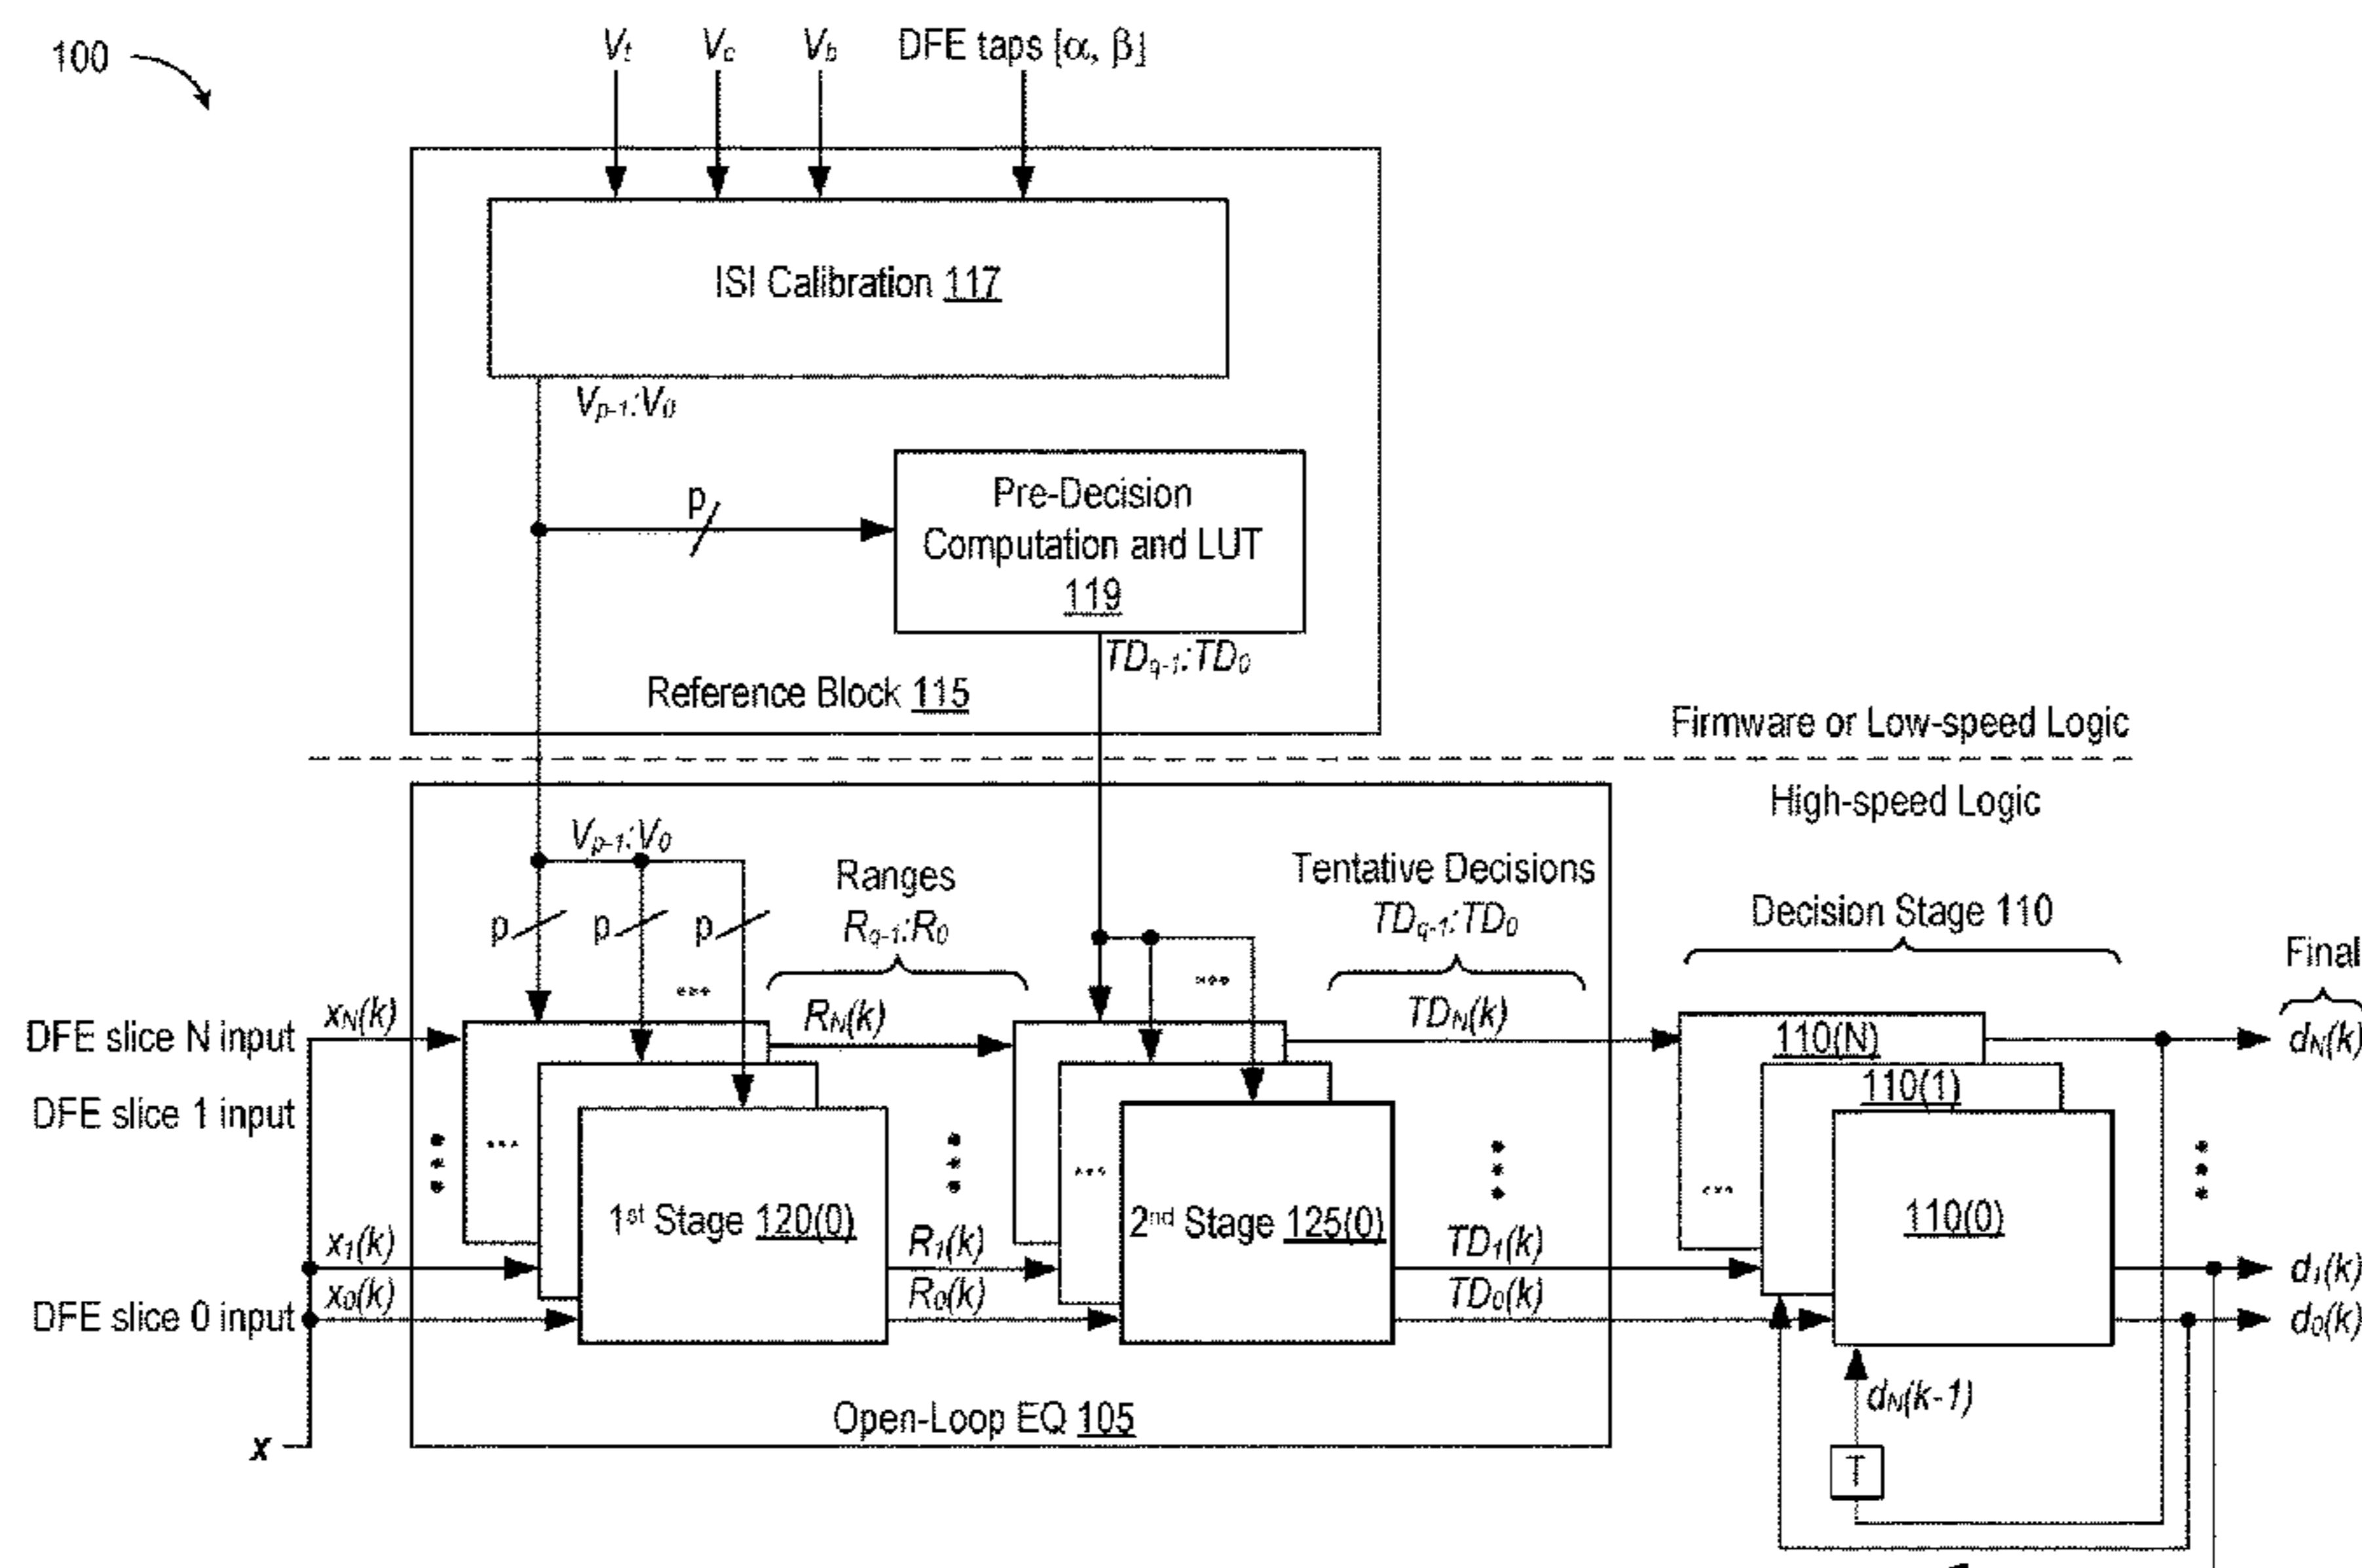 100
Vt Vc Vb DFE taps [α, β]
ISI Calibration 117
Vp-1:V0
p
Pre-Decision
Computation and LUT
119
TDq-1:TD0
Reference Block 115
Firmware or Low-speed Logic
High-speed Logic
Vp-1:V0
Ranges
Rq-1:R0
Tentative Decisions
TDq-1:TD0
Decision Stage 110
Final
p p p
...
...
DFE slice N input
xN(k)
RN(k)
TDN(k)
110(N)
dN(k)
DFE slice 1 input
110(1)
...
...
...
1st Stage 120(0)
2nd Stage 125(0)
110(0)
x1(k)
R1(k)
TD1(k)
d1(k)
DFE slice 0 input
x0(k)
R0(k)
TD0(k)
d0(k)
dN(k-1)
Open-Loop EQ 105
x
T